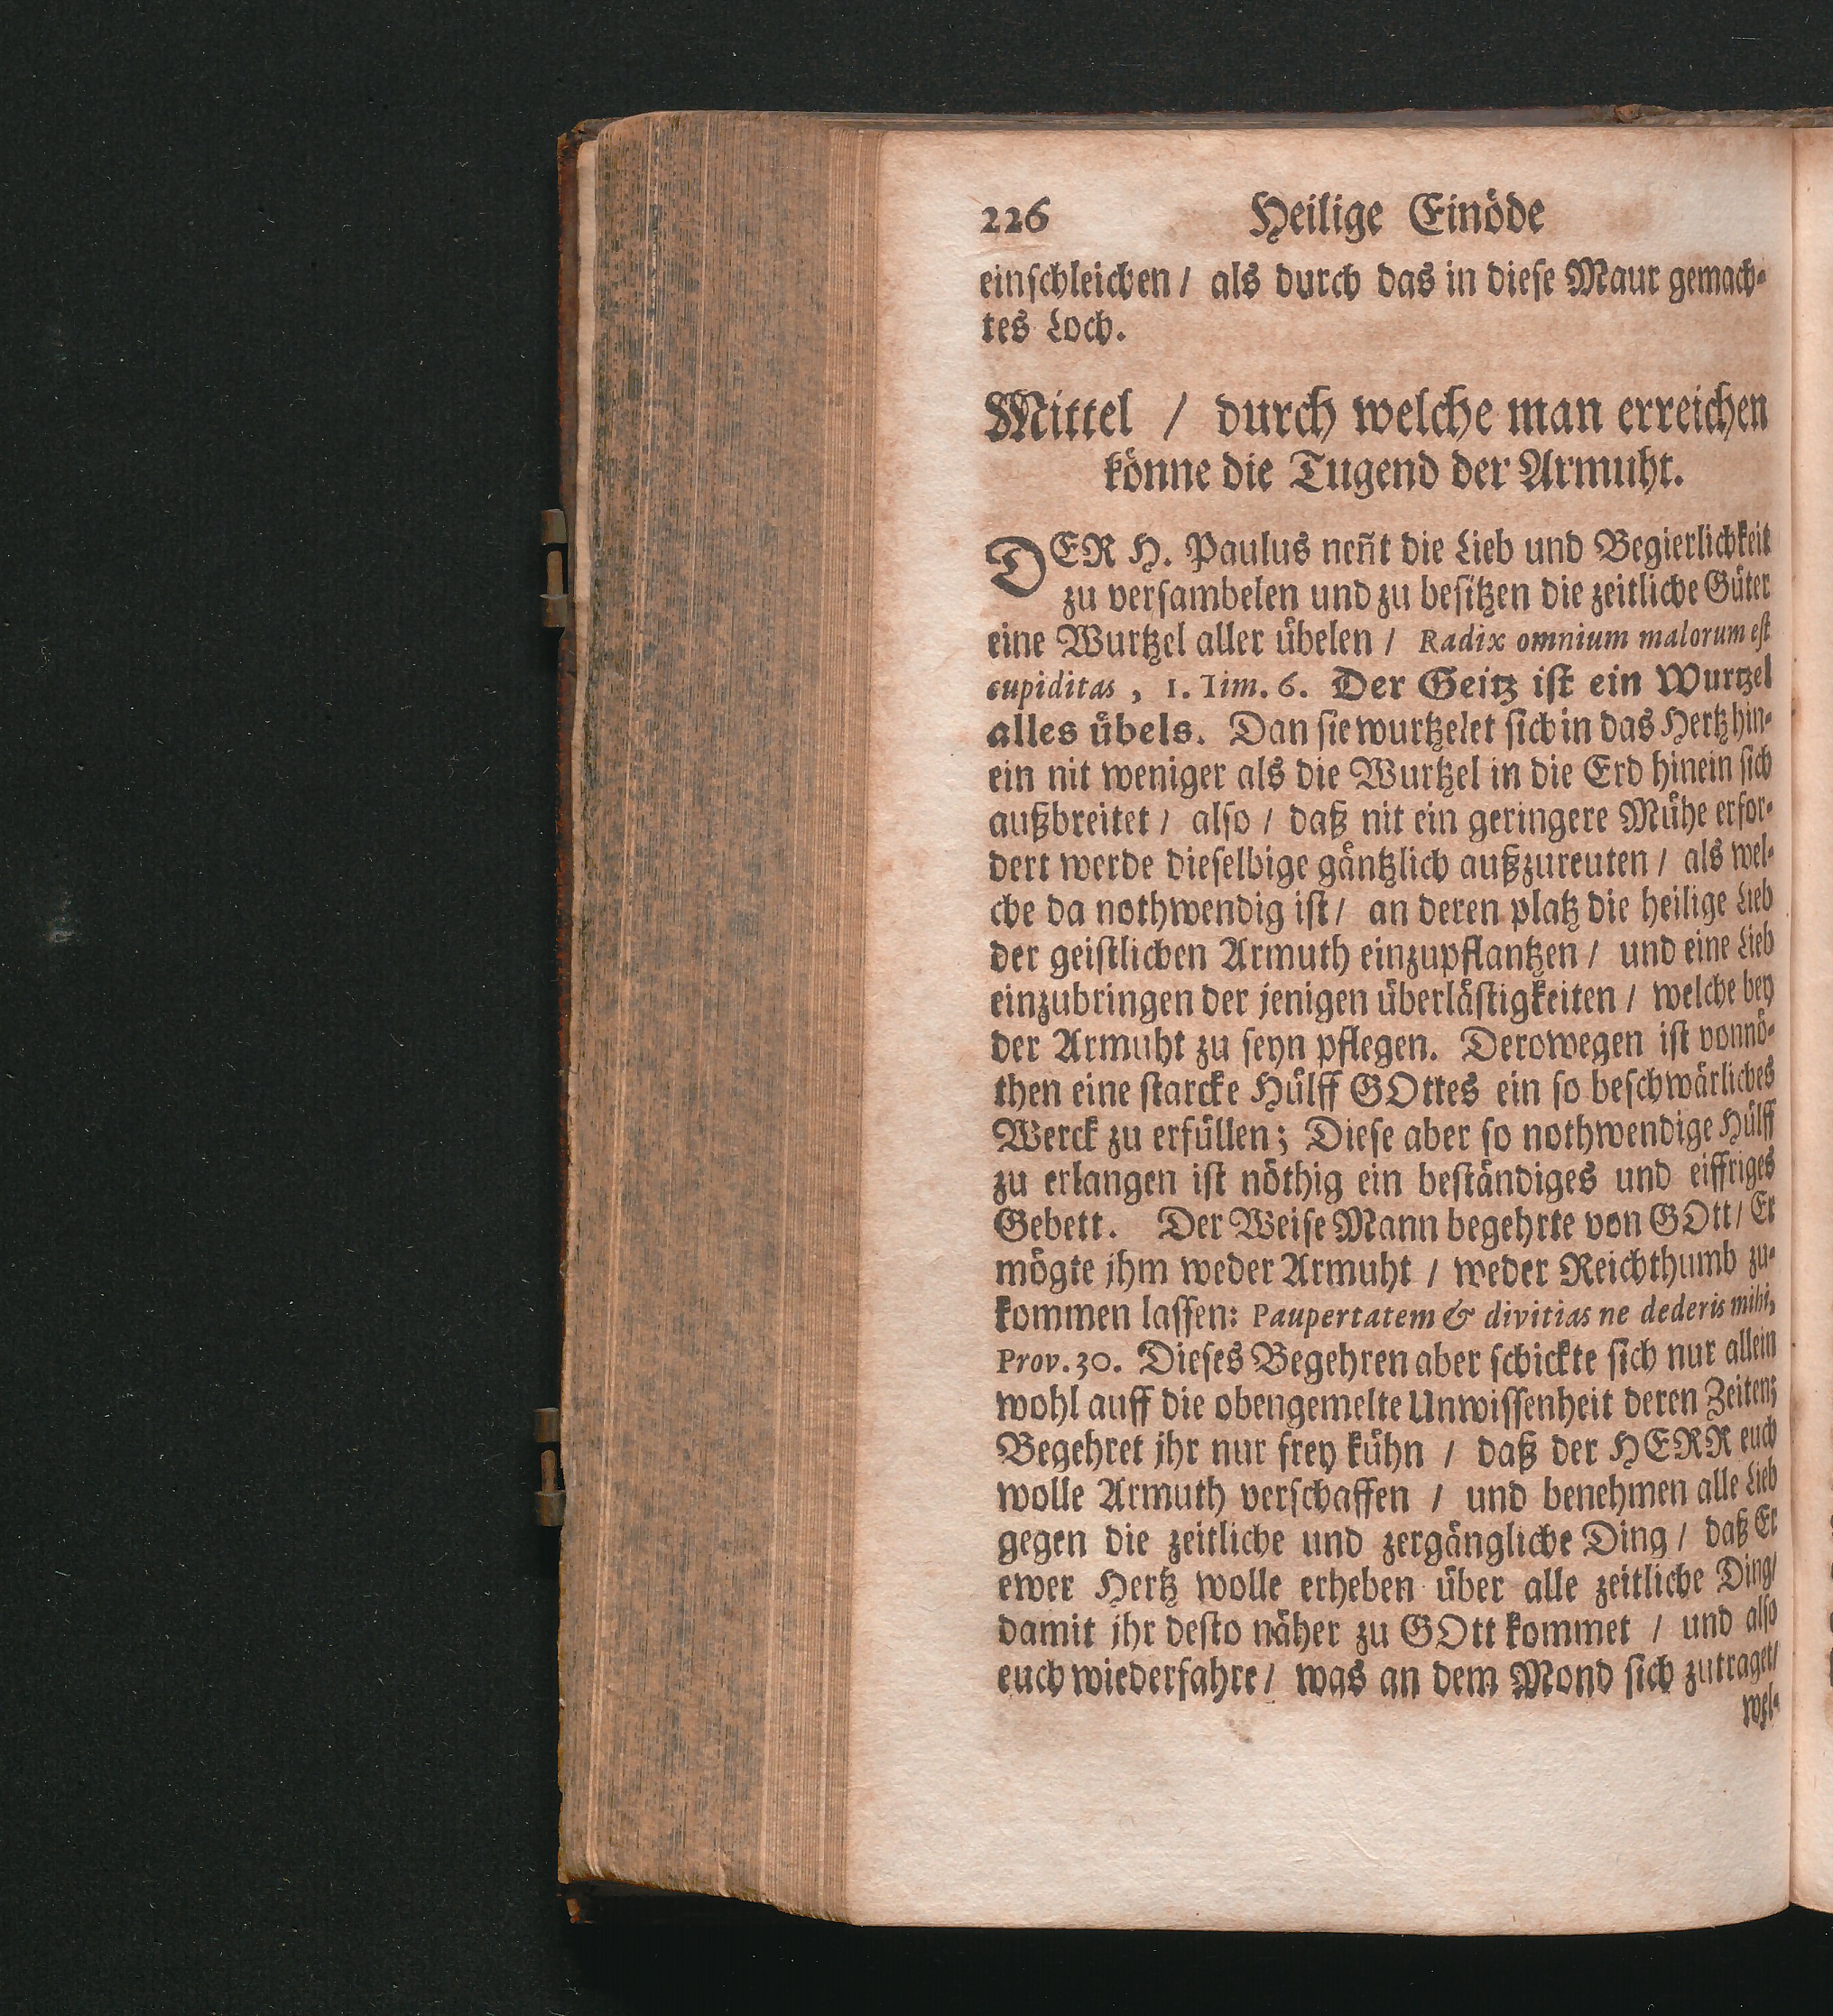 226 Heilige Einöde
einschleichen / als durch das in diese Maur gemach-
tes Loch.
Mittel / durch welche man erreichen
könne die Tugend der Armuht.
DER H. Paulus neñt die Lieb und Begierlichkeit
zu versambelen und zu besitzen die zeitliche Güter
eine Wurtzel aller übelen / Radix omnium malorum est
cupiditas, 1. Tim. 6. Der Geitz ist ein Wurtzel
alles übels. Dan sie wurtzelet sich in das Hertz hin-
ein nit weniger als die Wurtzel in die Erd hinein sich
außbreitet / also / daß nit ein geringere Mühe erfor-
dert werde dieselbige gäntzlich außzureuten / als wel-
che da nothwendig ist / an deren platz die heilige Lieb
der geistlichen Armuth einzupflantzen / und eine Lieb
einzubringen der jenigen überlästigkeiten / welche bey
der Armuht zu seyn pflegen. Derowegen ist vonnö-
then eine starcke Hülff GOttes ein so beschwärliches
Werck zu erfüllen; Diese aber so nothwendige Hülff
zu erlangen ist nöthig ein beständiges und eiffriges
Gebett. Der Weise Mann begehrte von GOtt / Er
mögte jhm weder Armuht / weder Reichthumb zu-
kommen lassen: Paupertatem & divitias ne dederis mihi,
Prov. 30. Dieses Begehren aber schickte sich nur allein
wohl auff die obengemelte Unwissenheit deren Zeiten;
Begehret jhr nur frey kühn / daß der HERR euch
wolle Armuth verschaffen / und benehmen alle Lieb
gegen die zeitliche und zergängliche Ding / daß Er
ewer Hertz wolle erheben über alle zeitliche Ding /
damit jhr desto näher zu GOtt kommet / und also
euch wiederfahre / was an dem Mond sich zutraget /
wel-